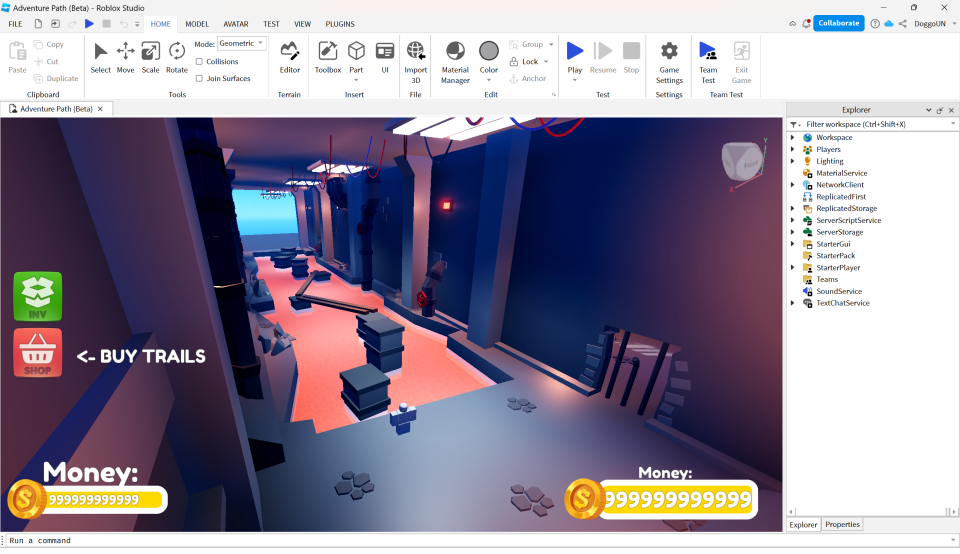 Adventure Path (Beta) - Roblox Studio
FILE HOME MODEL AVATAR TEST VIEW PLUGINS Collaborate DoggoUN
Paste Copy Cut Duplicate
Select Move Scale Rotate
Mode: Geometric
Collisions
Join Surfaces
Editor Toolbox Part UI Import 3D
Material Manager Color
Group
Lock
Anchor
Play Resume Stop Game Settings Team Test Exit Game
Clipboard Tools Terrain Insert File Edit Test Settings Team Test
Adventure Path (Beta)
INV
SHOP
<- BUY TRAILS
Money:
999999999999
Money:
999999999999
Explorer
Filter workspace (Ctrl+Shift+X)
Workspace
Players
Lighting
MaterialService
NetworkClient
ReplicatedFirst
ReplicatedStorage
ServerScriptService
ServerStorage
StarterGui
StarterPack
StarterPlayer
Teams
SoundService
TextChatService
Explorer Properties
Run a command